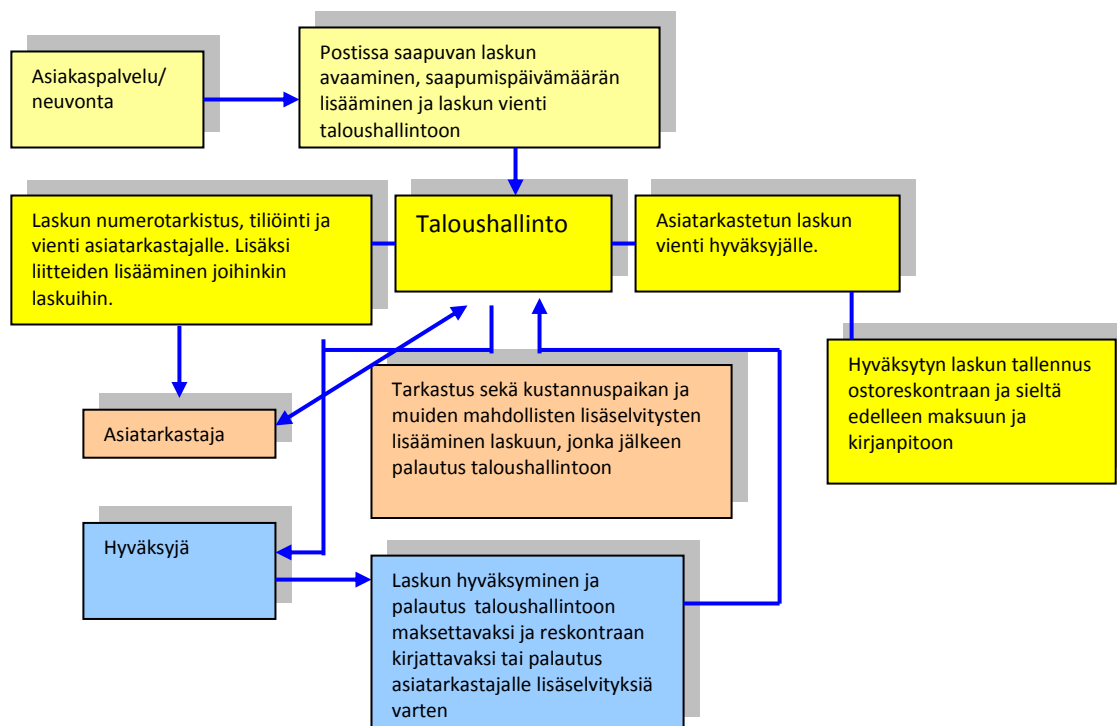 Asiakaspalvelu/
neuvonta
Postissa saapuvan laskun
avaaminen, saapumispäivämäärän
lisääminen ja laskun vienti
taloushallintoon
Laskun numerotarkistus, tiliöinti ja
vienti asiatarkastajalle. Lisäksi
liitteiden lisääminen joihinkin
laskuihin.
Taloushallinto
Asiatarkastetun laskun
vienti hyväksyjälle.
Hyväksytyn laskun tallennus
ostoreskontraan ja sieltä
edelleen maksuun ja
kirjanpitoon
Asiatarkastaja
Tarkastus sekä kustannuspaikan ja
muiden mahdollisten lisäselvitysten
lisääminen laskuun, jonka jälkeen
palautus taloushallintoon
Hyväksyjä
Laskun hyväksyminen ja
palautus taloushallintoon
maksettavaksi ja reskontraan
kirjattavaksi tai palautus
asiatarkastajalle lisäselvityksiä
varten